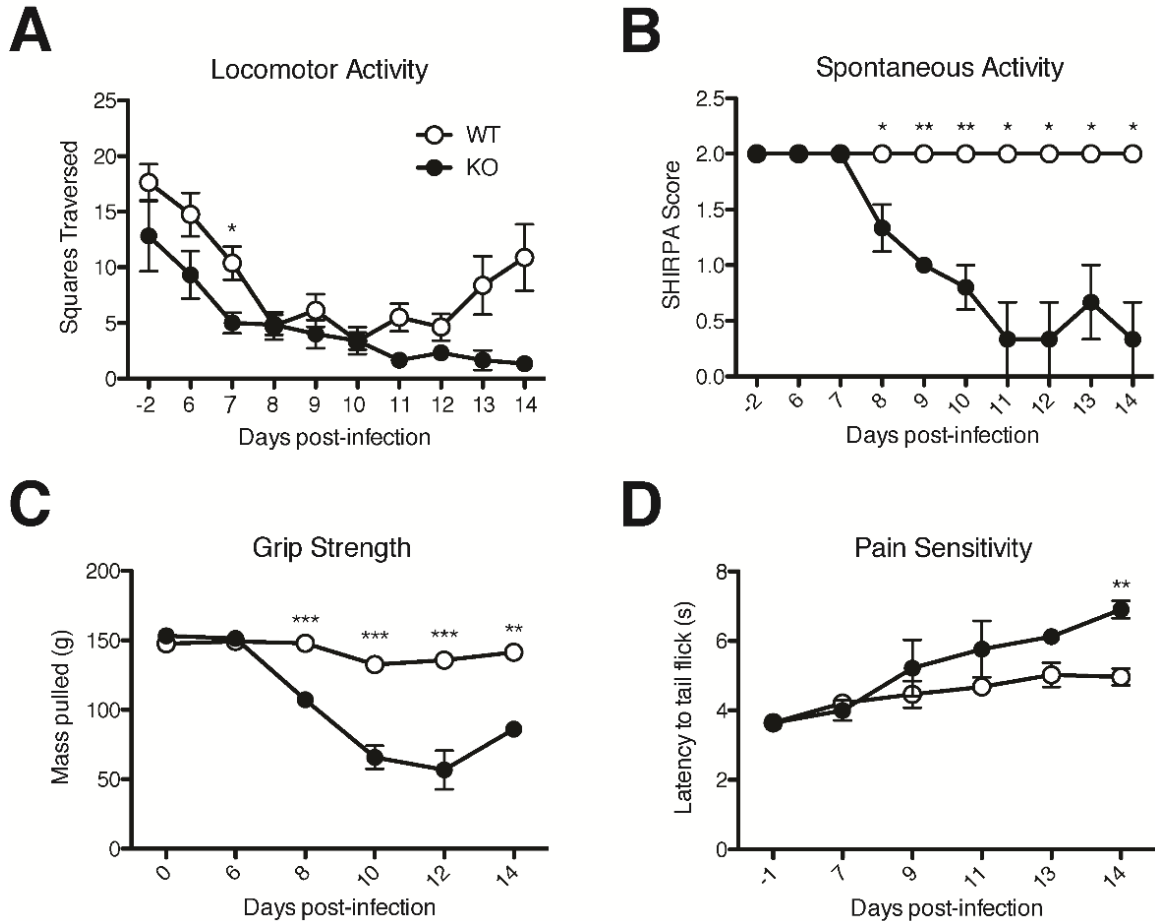 A
Locomotor Activity
Squares Traversed
25
20
15
10
5
0
WT
KO
*
-2 6 7 8 9 10 11 12 13 14
Days post-infection
B
Spontaneous Activity
SHIRPA Score
2.5
2.0
1.5
1.0
0.5
0.0
* ** ** * * * *
-2 6 7 8 9 10 11 12 13 14
Days post-infection
C
Grip Strength
Mass pulled (g)
200
150
100
50
0
*** *** *** **
0 6 8 10 12 14
Days post-infection
D
Pain Sensitivity
Latency to tail flick (s)
8
6
4
2
0
**
-1 7 9 11 13 14
Days post-infection